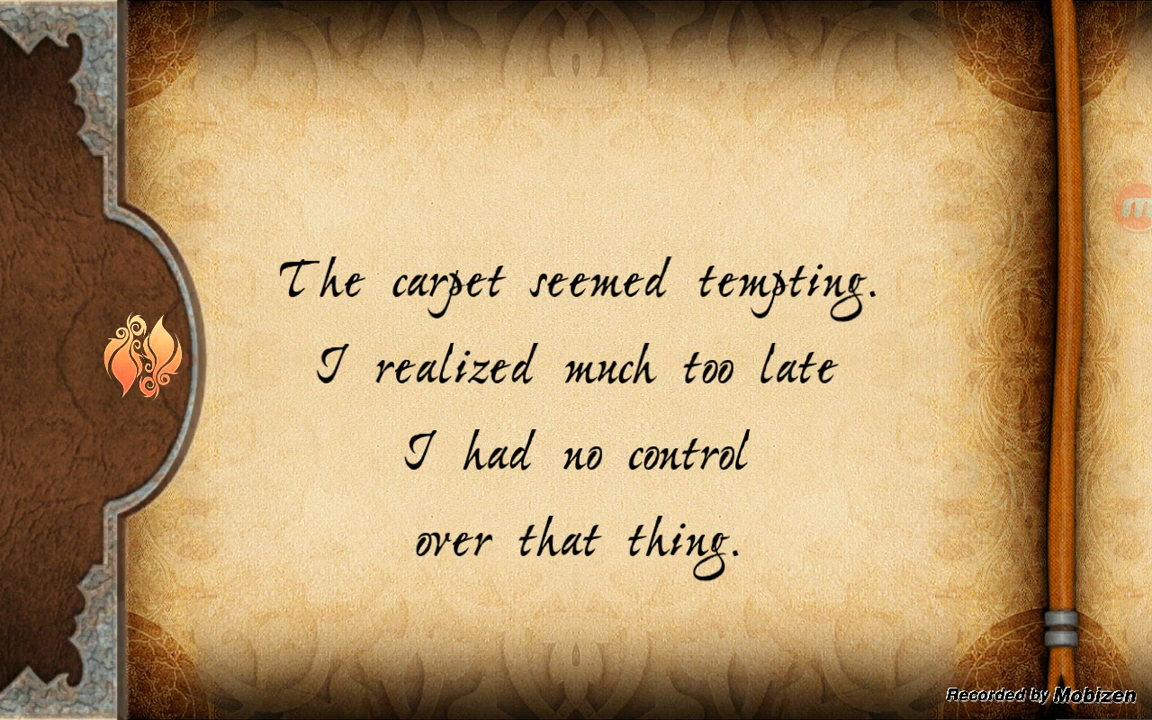 The carpet seemed tempting.
I realized much too late
I had no control
over that thing.
Recorded by Mobizen